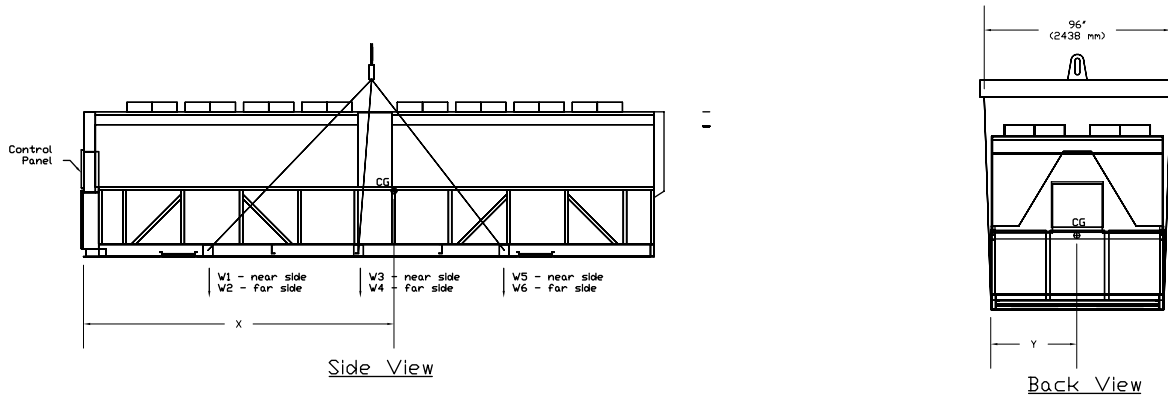 96"
(2438 mm)
Control
Panel
CG
CG
W1 - near side
W2 - far side
W3 - near side
W4 - far side
W5 - near side
W6 - far side
X
Y
Side View
Back View